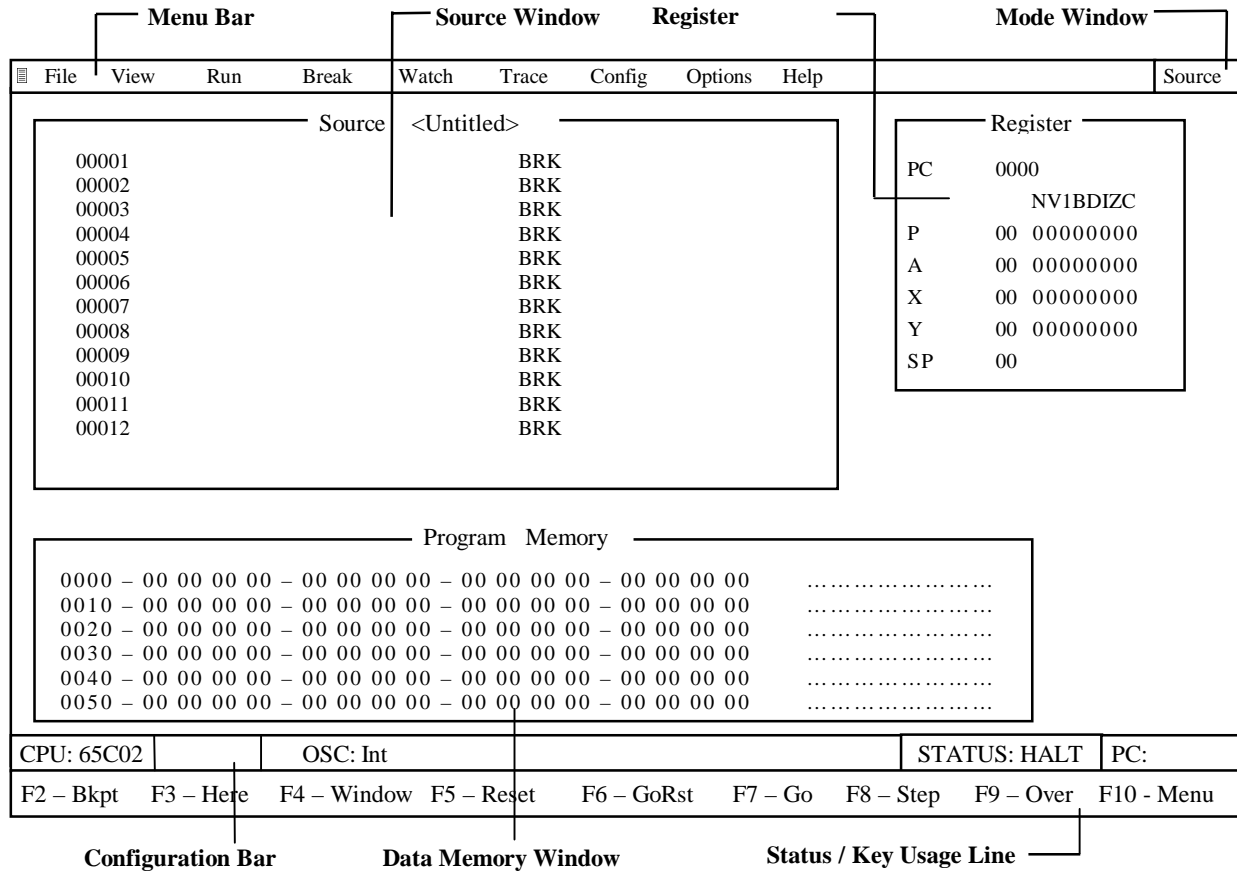 Menu Bar Source Window Register Mode Window
File View Run Break Watch Trace Config Options Help Source
Source <Untitled>
00001 BRK
00002 BRK
00003 BRK
00004 BRK
00005 BRK
00006 BRK
00007 BRK
00008 BRK
00009 BRK
00010 BRK
00011 BRK
00012 BRK
Register
PC 0000
NV1BDIZC
P 00 00000000
A 00 00000000
X 00 00000000
Y 00 00000000
SP 00
Program Memory
0000 – 00 00 00 00 – 00 00 00 00 – 00 00 00 00 – 00 00 00 00 ……………………
0010 – 00 00 00 00 – 00 00 00 00 – 00 00 00 00 – 00 00 00 00 ……………………
0020 – 00 00 00 00 – 00 00 00 00 – 00 00 00 00 – 00 00 00 00 ……………………
0030 – 00 00 00 00 – 00 00 00 00 – 00 00 00 00 – 00 00 00 00 ……………………
0040 – 00 00 00 00 – 00 00 00 00 – 00 00 00 00 – 00 00 00 00 ……………………
0050 – 00 00 00 00 – 00 00 00 00 – 00 00 00 00 – 00 00 00 00 ……………………
CPU: 65C02 OSC: Int STATUS: HALT PC:
F2 – Bkpt F3 – Here F4 – Window F5 – Reset F6 – GoRst F7 – Go F8 – Step F9 – Over F10 - Menu
Configuration Bar Data Memory Window Status / Key Usage Line